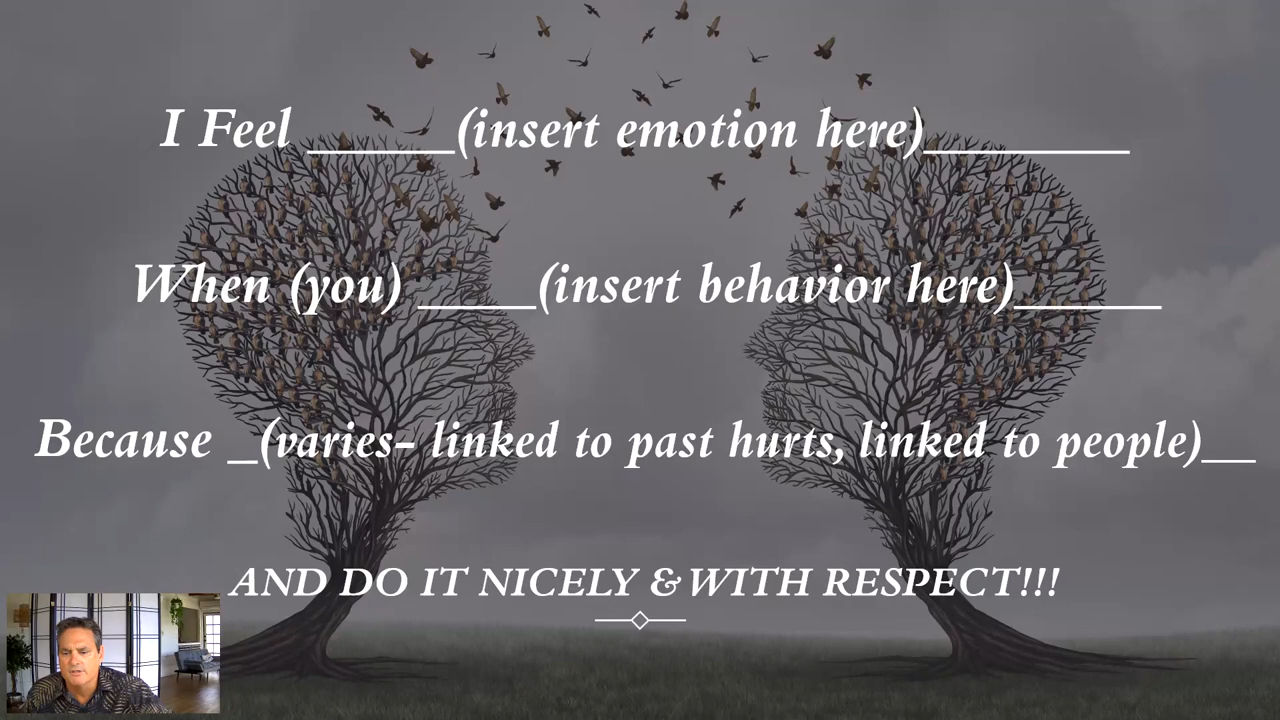 I Feel ______(insert emotion here)________
When (you) _____(insert behavior here)______
Because _(varies- linked to past hurts, linked to people)__
AND DO IT NICELY & WITH RESPECT!!!